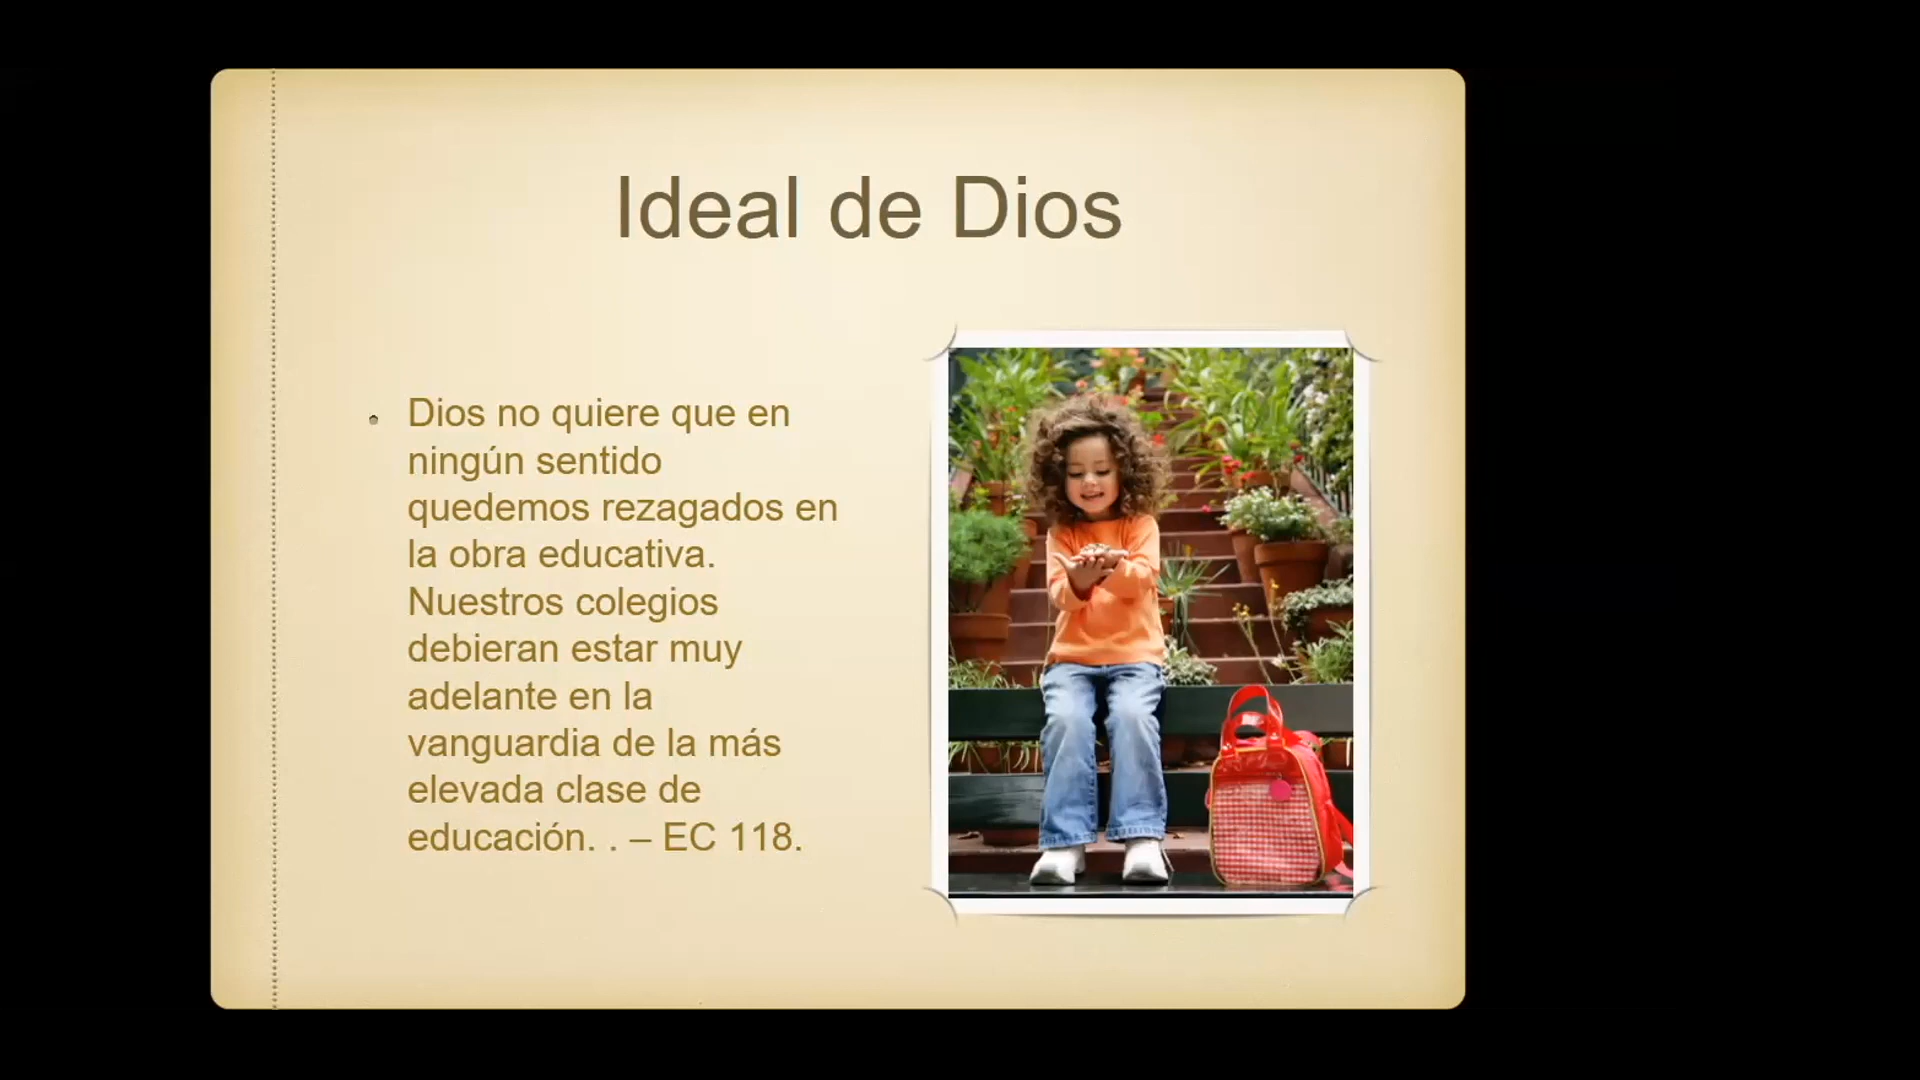 Ideal de Dios
Dios no quiere que en
ningún sentido
quedemos rezagados en
la obra educativa.
Nuestros colegios
debieran estar muy
adelante en la
vanguardia de la más
elevada clase de
educación. . – EC 118.